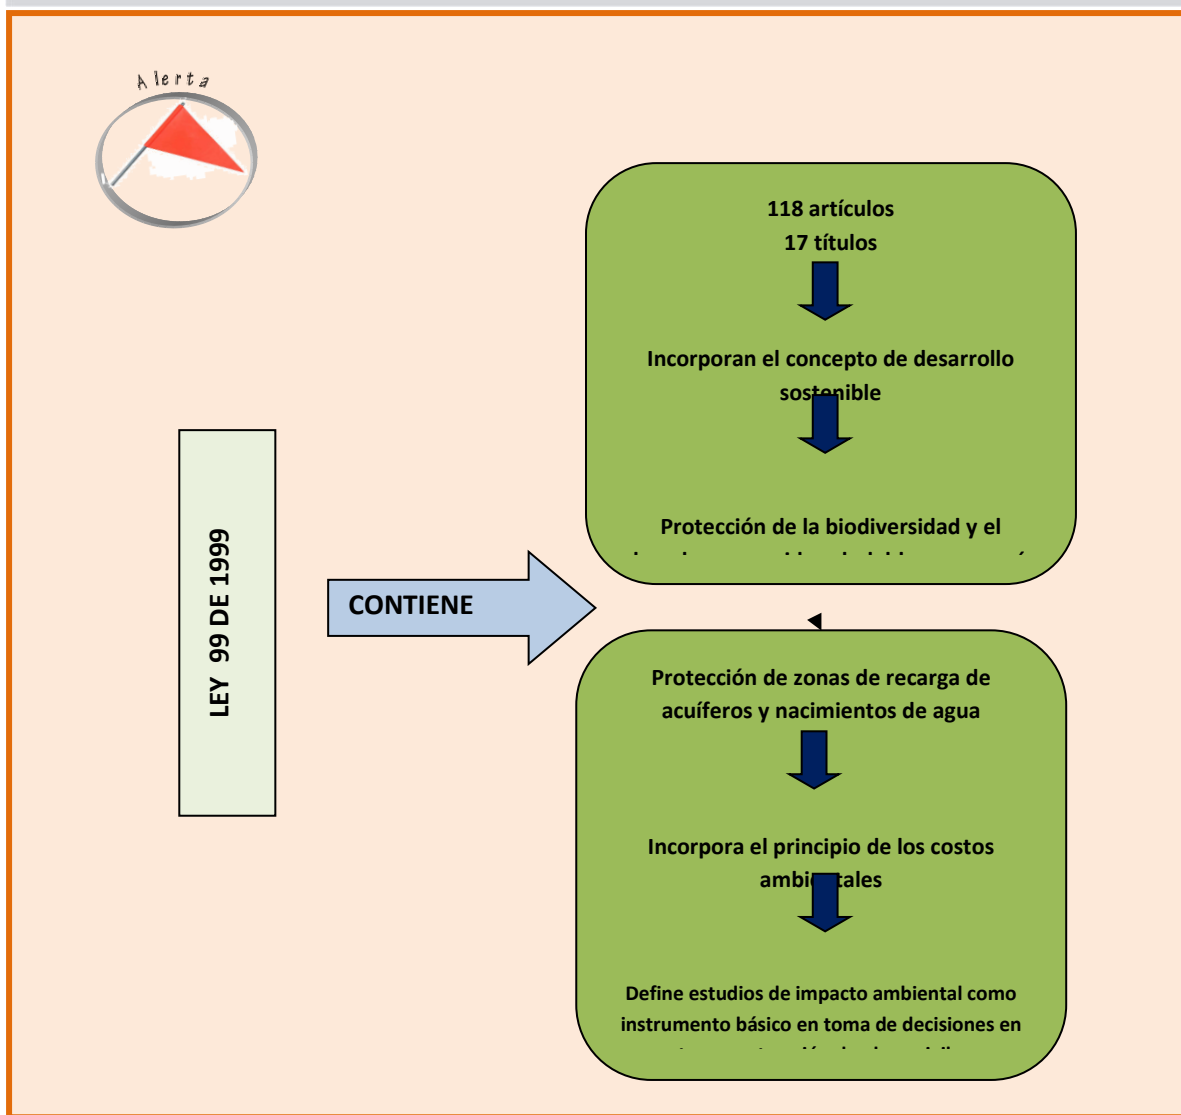 Alerta
118 artículos
17 títulos
Incorporan el concepto de desarrollo
sostenible
Protección de la biodiversidad y el
LEY 99 DE 1999
CONTIENE
Protección de zonas de recarga de
acuíferos y nacimientos de agua
Incorpora el principio de los costos
ambientales
Define estudios de impacto ambiental como
instrumento básico en toma de decisiones en